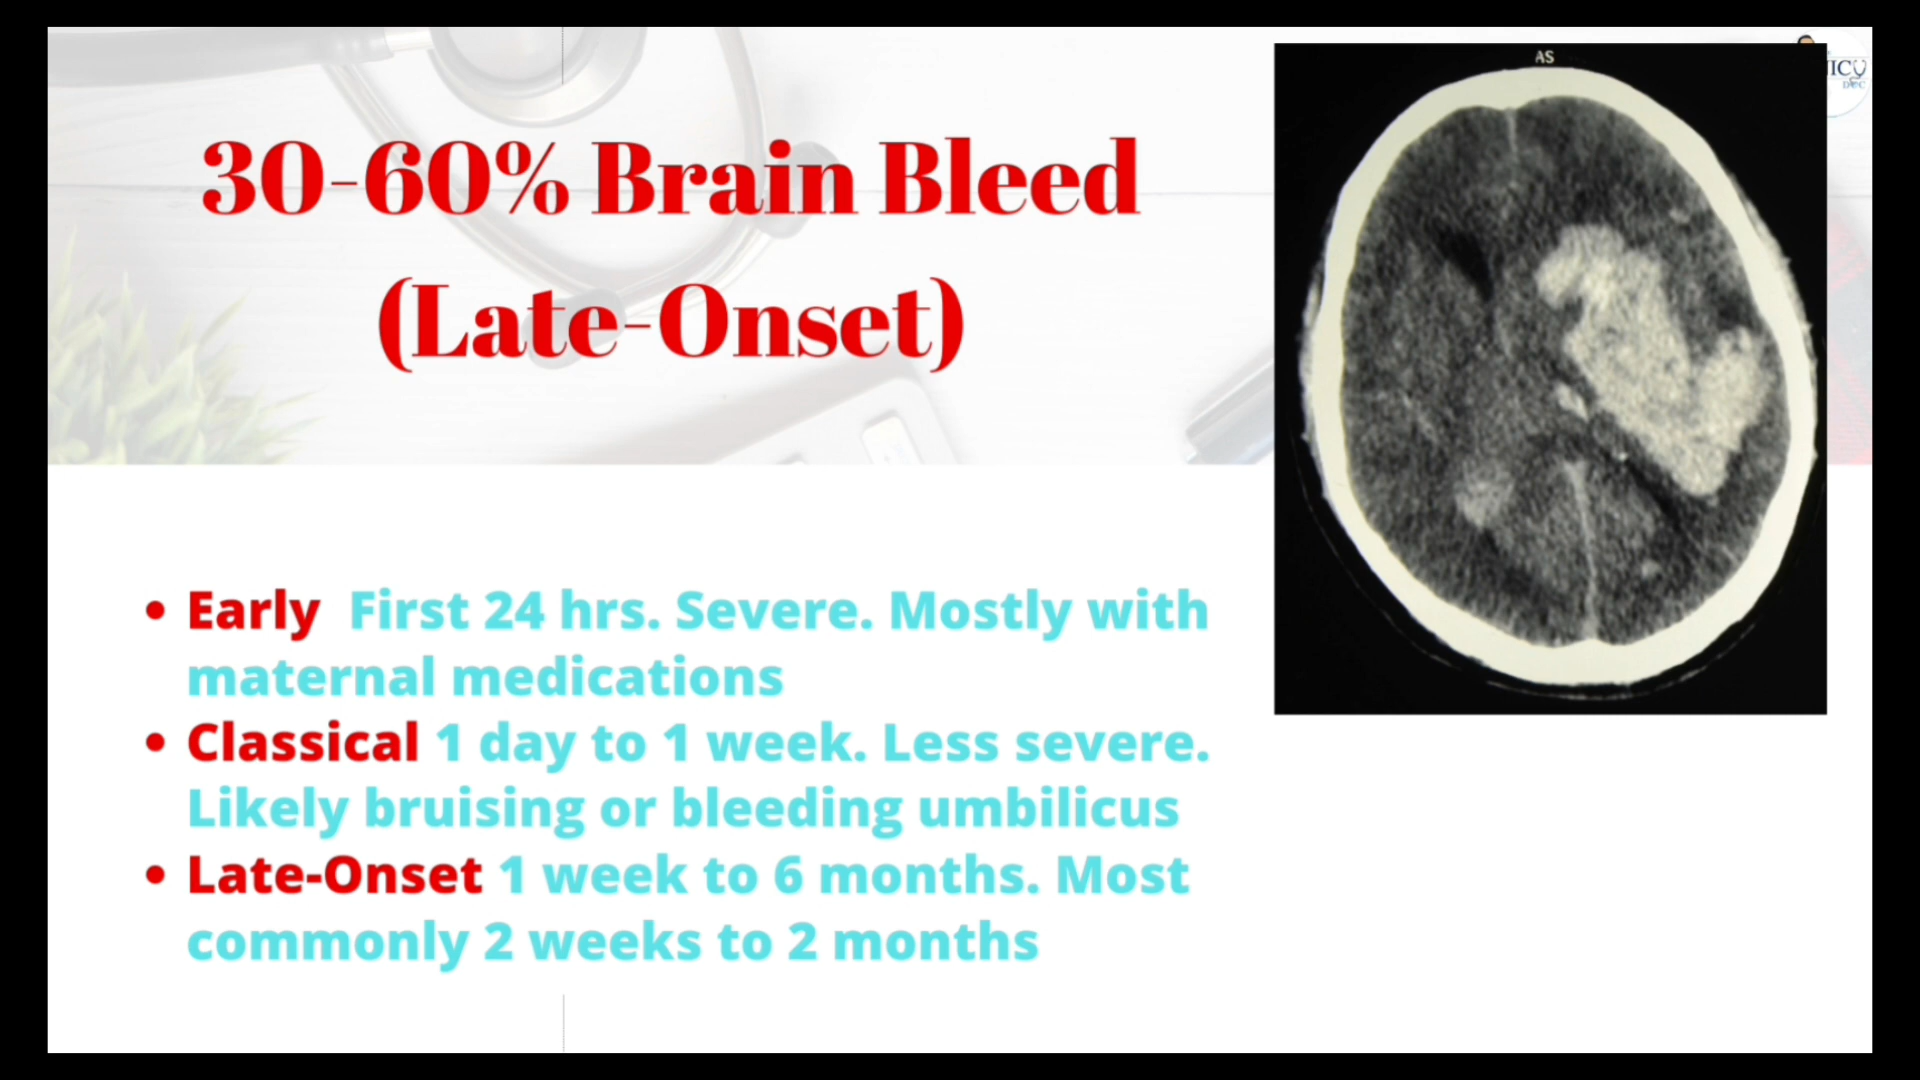 AS
30-60% Brain Bleed
(Late-Onset)
• Early First 24 hrs. Severe. Mostly with
maternal medications
• Classical 1 day to 1 week. Less severe.
Likely bruising or bleeding umbilicus
• Late-Onset 1 week to 6 months. Most
commonly 2 weeks to 2 months